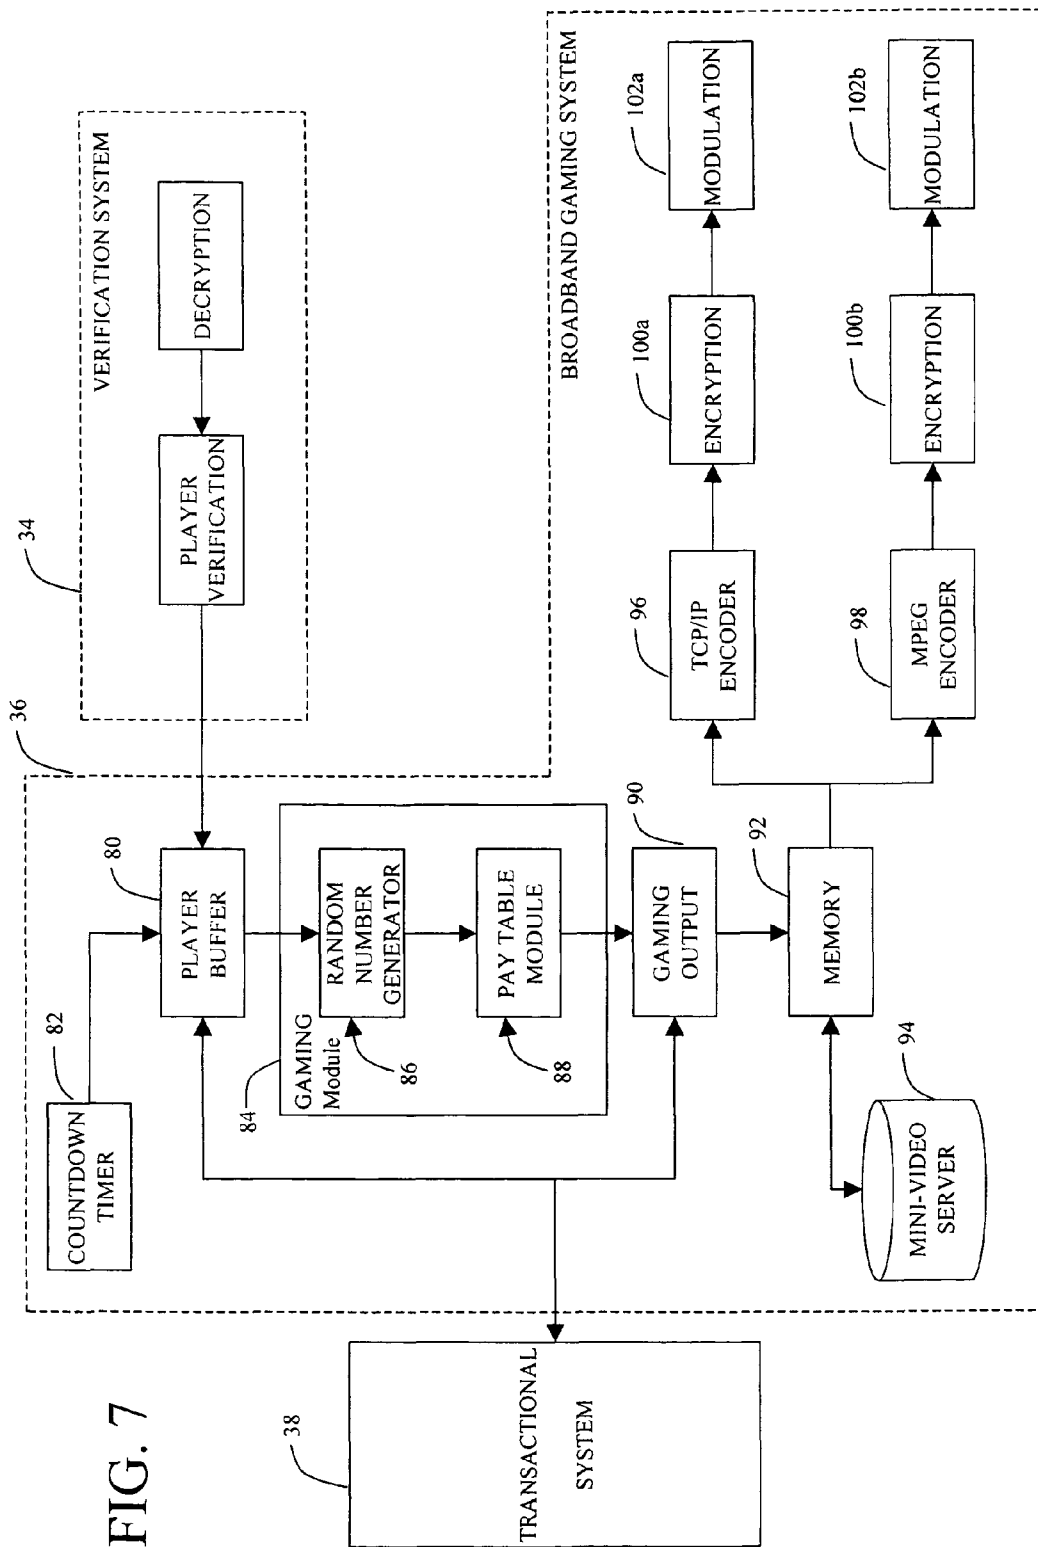 FIG. 7
38
TRANSACTIONAL
SYSTEM
COUNTDOWN
TIMER
82
36
PLAYER
BUFFER
80
34
VERIFICATION SYSTEM
PLAYER
VERIFICATION
DECRYPTION
84
GAMING
Module
RANDOM
NUMBER
GENERATOR
86
PAY TABLE
MODULE
88
GAMING
OUTPUT
90
MEMORY
92
MINI-VIDEO
SERVER
94
BROADBAND GAMING SYSTEM
TCP/IP
ENCODER
96
ENCRYPTION
100a
MODULATION
102a
MPEG
ENCODER
98
ENCRYPTION
100b
MODULATION
102b